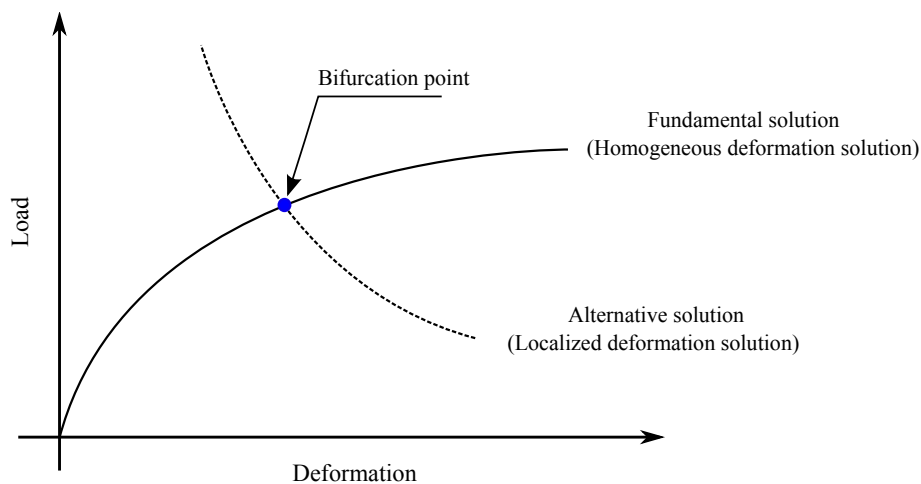 Bifurcation point
Fundamental solution
(Homogeneous deformation solution)
Load
Alternative solution
(Localized deformation solution)
Deformation